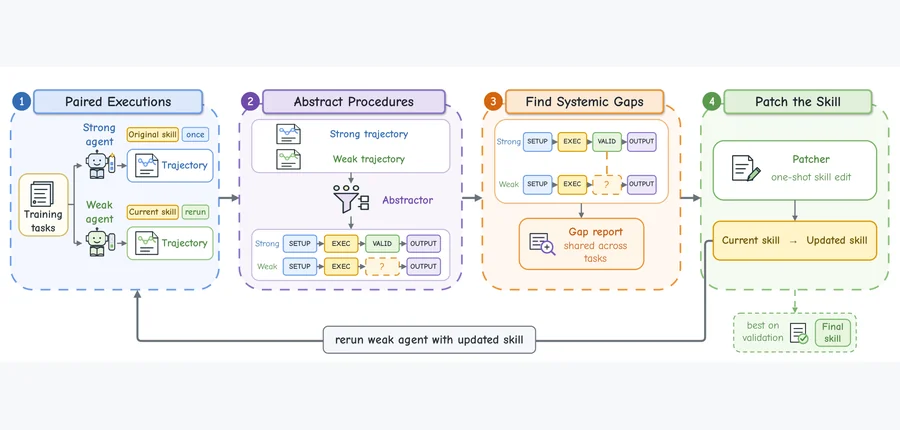 1 Paired Executions
Strong agent
Original skill once
Trajectory
Training tasks
Weak agent
Current skill rerun
Trajectory
2 Abstract Procedures
Strong trajectory
Weak trajectory
Abstractor
Strong SETUP EXEC VALID OUTPUT
Weak SETUP EXEC ? OUTPUT
3 Find Systemic Gaps
Strong SETUP EXEC VALID OUTPUT
Weak SETUP EXEC ? OUTPUT
Gap report
shared across
tasks
4 Patch the Skill
Patcher
one-shot skill edit
Current skill → Updated skill
best on
validation
Final
skill
rerun weak agent with updated skill